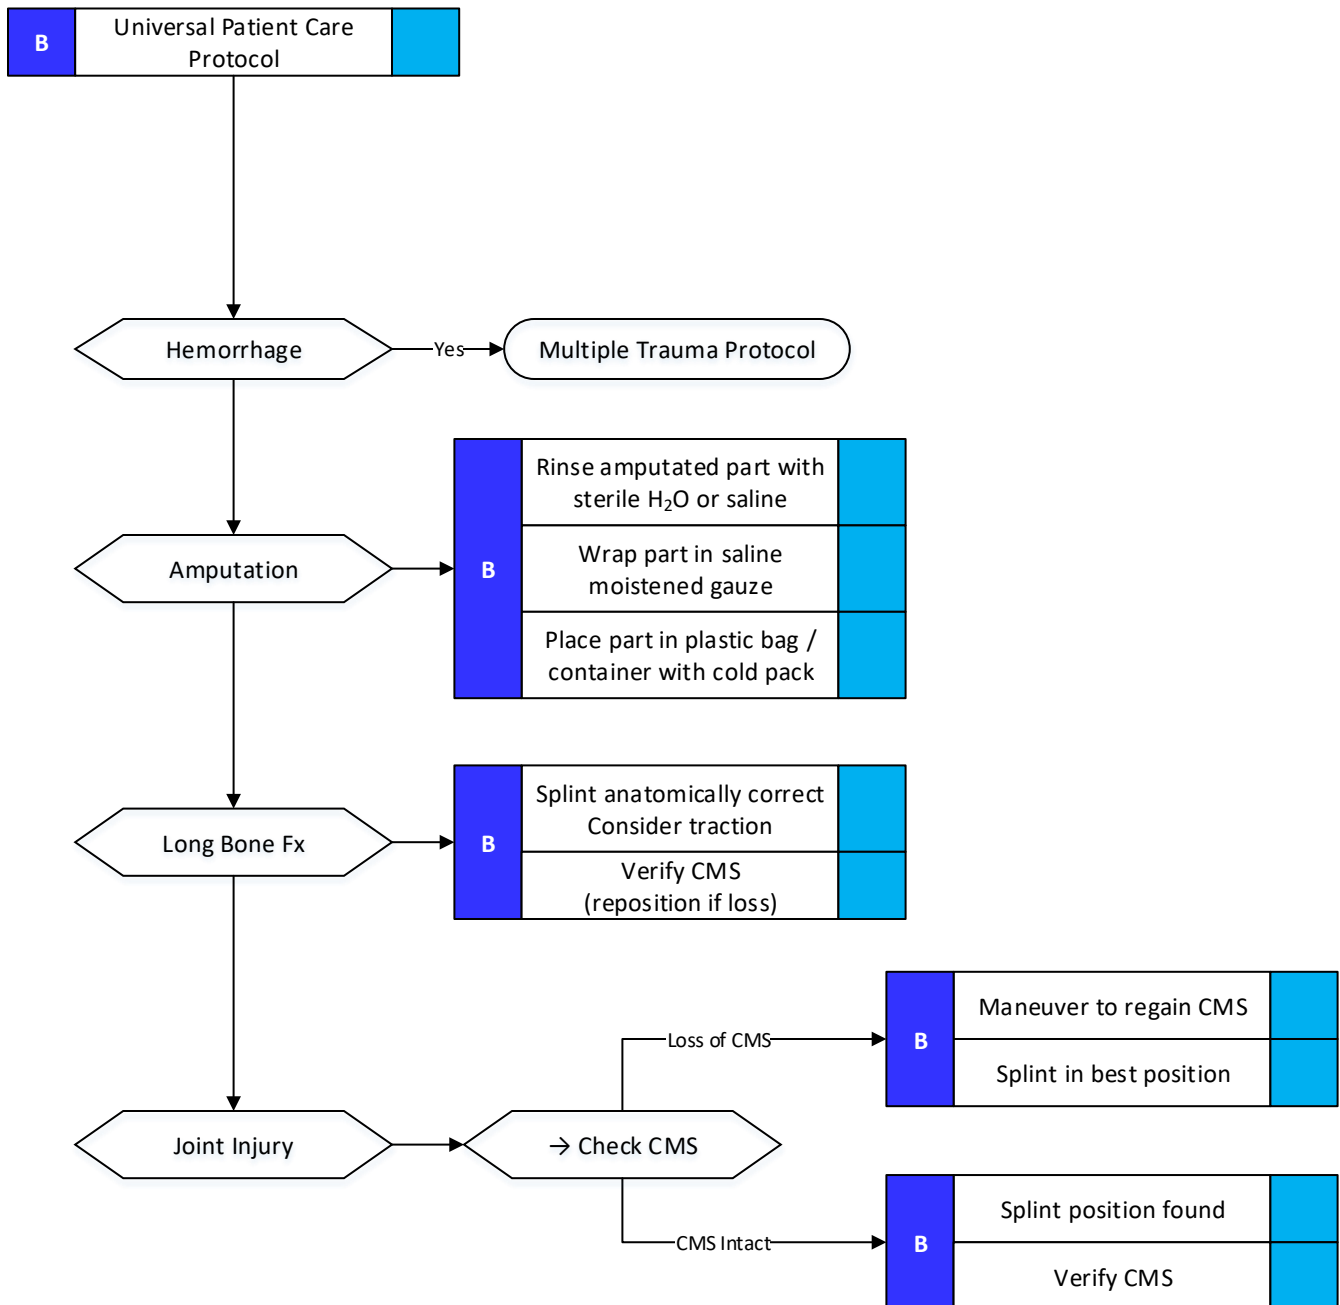 B
Universal Patient Care
Protocol
Hemorrhage
Yes
Multiple Trauma Protocol
Amputation
B
Rinse amputated part with
sterile H₂O or saline
Wrap part in saline
moistened gauze
Place part in plastic bag /
container with cold pack
Long Bone Fx
B
Splint anatomically correct
Consider traction
Verify CMS
(reposition if loss)
Joint Injury
→ Check CMS
Loss of CMS
B
Maneuver to regain CMS
Splint in best position
CMS Intact
B
Splint position found
Verify CMS